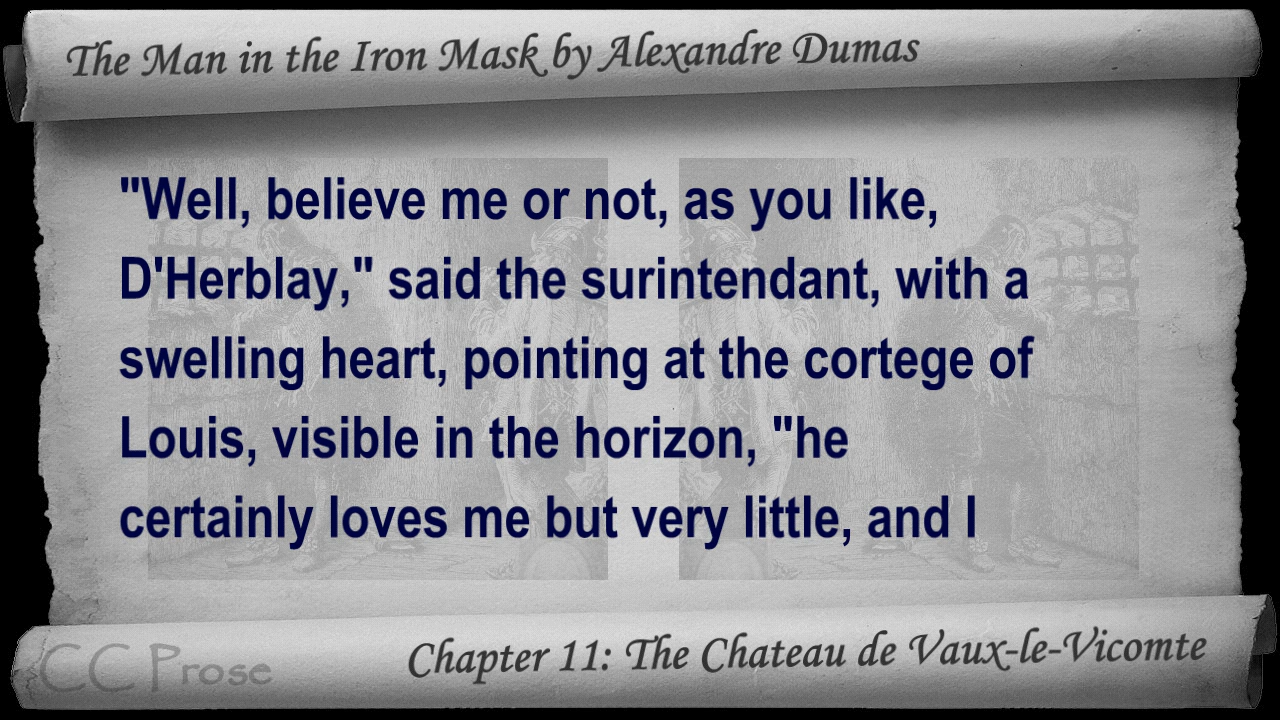 The Man in the Iron Mask by Alexandre Dumas
"Well, believe me or not, as you like,
D'Herblay," said the surintendant, with a
swelling heart, pointing at the cortege of
Louis, visible in the horizon, "he
certainly loves me but very little, and I
CC Prose
Chapter 11: The Chateau de Vaux-le-Vicomte